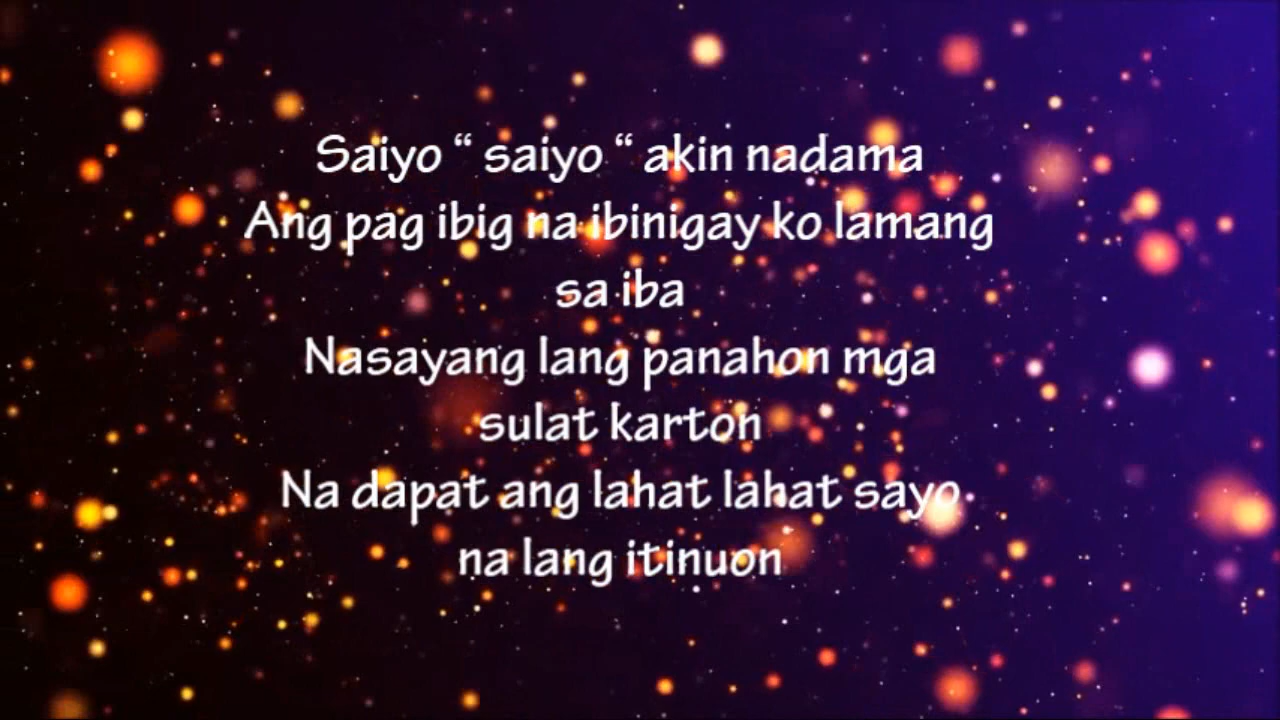 Saiyo “ saiyo “ akin nadama
Ang pag ibig na ibinigay ko lamang
sa iba
Nasayang lang panahon mga
sulat karton
Na dapat ang lahat lahat sayo
na lang itinuon